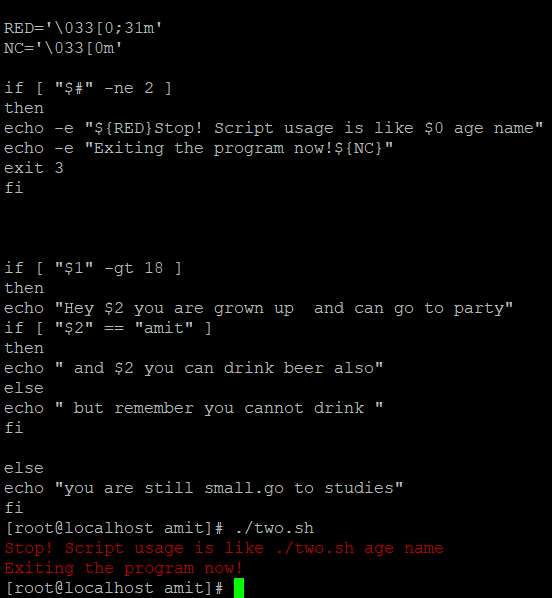 RED='\033[0;31m'
NC='\033[0m'
if [ "$#" -ne 2 ]
then
echo -e "${RED}Stop! Script usage is like $0 age name"
echo -e "Exiting the program now!${NC}"
exit 3
fi
if [ "$1" -gt 18 ]
then
echo "Hey $2 you are grown up  and can go to party"
if [ "$2" == "amit" ]
then
echo " and $2 you can drink beer also"
else
echo " but remember you cannot drink "
fi
else
echo "you are still small.go to studies"
fi
[root@localhost amit]# ./two.sh
Stop! Script usage is like ./two.sh age name
Exiting the program now!
[root@localhost amit]#